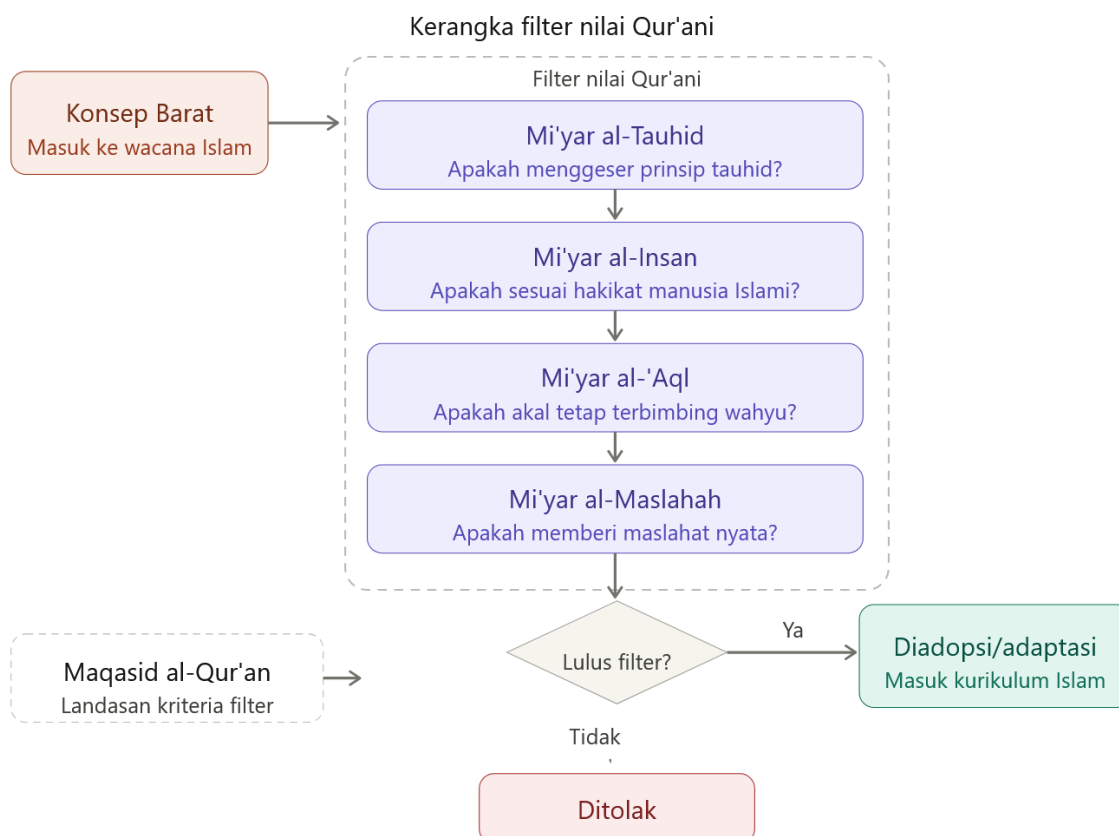 Kerangka filter nilai Qur'ani
Konsep Barat
Masuk ke wacana Islam
Filter nilai Qur'ani
Mi'yar al-Tauhid
Apakah menggeser prinsip tauhid?
Mi'yar al-Insan
Apakah sesuai hakikat manusia Islami?
Mi'yar al-'Aql
Apakah akal tetap terbimbing wahyu?
Mi'yar al-Maslahah
Apakah memberi maslahat nyata?
Maqasid al-Qur'an
Landasan kriteria filter
Lulus filter?
Ya
Diadopsi/adaptasi
Masuk kurikulum Islam
Tidak
Ditolak